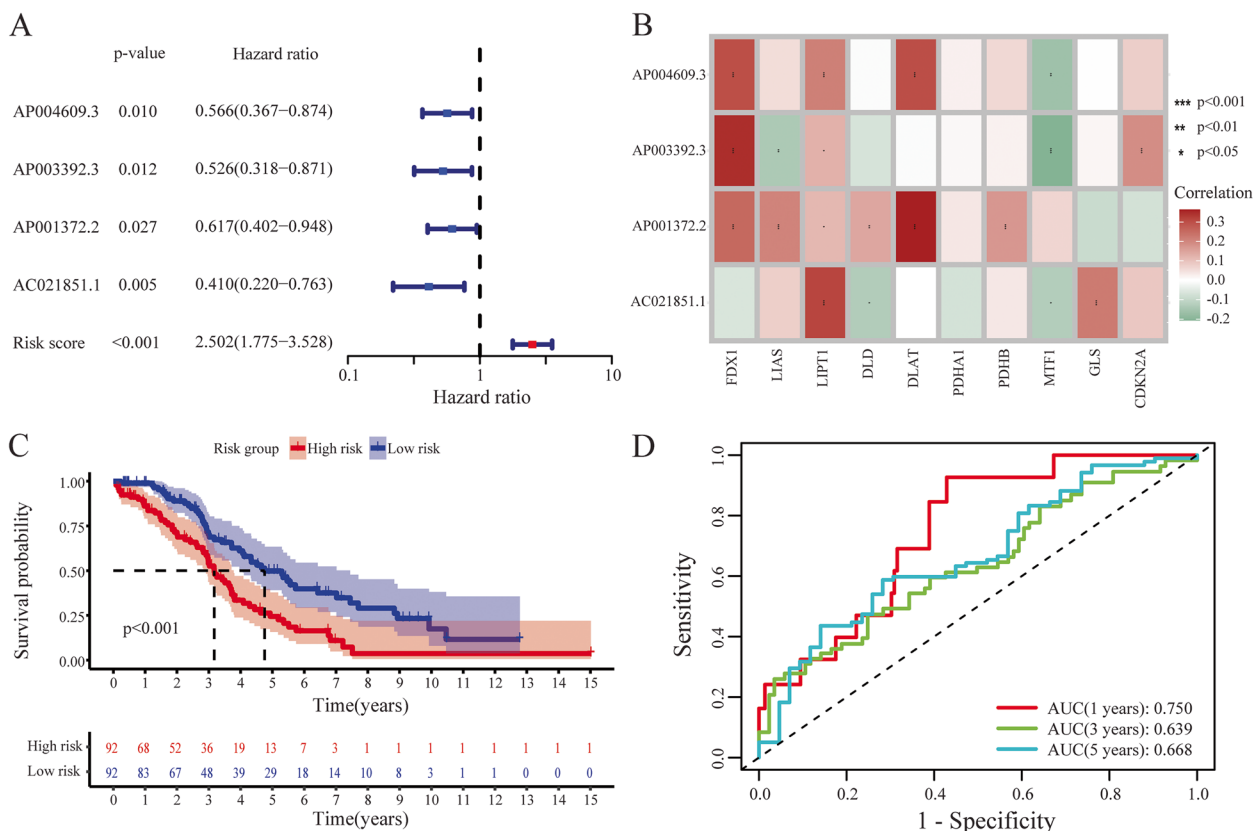 A
p-value Hazard ratio
AP004609.3 0.010 0.566(0.367−0.874)
AP003392.3 0.012 0.526(0.318−0.871)
AP001372.2 0.027 0.617(0.402−0.948)
AC021851.1 0.005 0.410(0.220−0.763)
Risk score <0.001 2.502(1.775−3.528)
0.1 1 10
Hazard ratio
B
AP004609.3
AP003392.3
AP001372.2
AC021851.1
FDX1 LIAS LIPT1 DLD DLAT PDHA1 PDHB MTF1 GLS CDKN2A
*** p<0.001
** p<0.01
* p<0.05
Correlation
0.3
0.2
0.1
0.0
-0.1
-0.2
C
Risk group High risk Low risk
Survival probability
1.00
0.75
0.50
0.25
0.00
p<0.001
0 1 2 3 4 5 6 7 8 9 10 11 12 13 14 15
Time(years)
High risk 92 68 52 36 19 13 7 3 1 1 1 1 1 1 1 1
Low risk 92 83 67 48 39 29 18 14 10 8 3 1 1 0 0 0
0 1 2 3 4 5 6 7 8 9 10 11 12 13 14 15
Time(years)
D
Sensitivity
1.0
0.8
0.6
0.4
0.2
0.0
AUC(1 years): 0.750
AUC(3 years): 0.639
AUC(5 years): 0.668
0.0 0.2 0.4 0.6 0.8 1.0
1 - Specificity